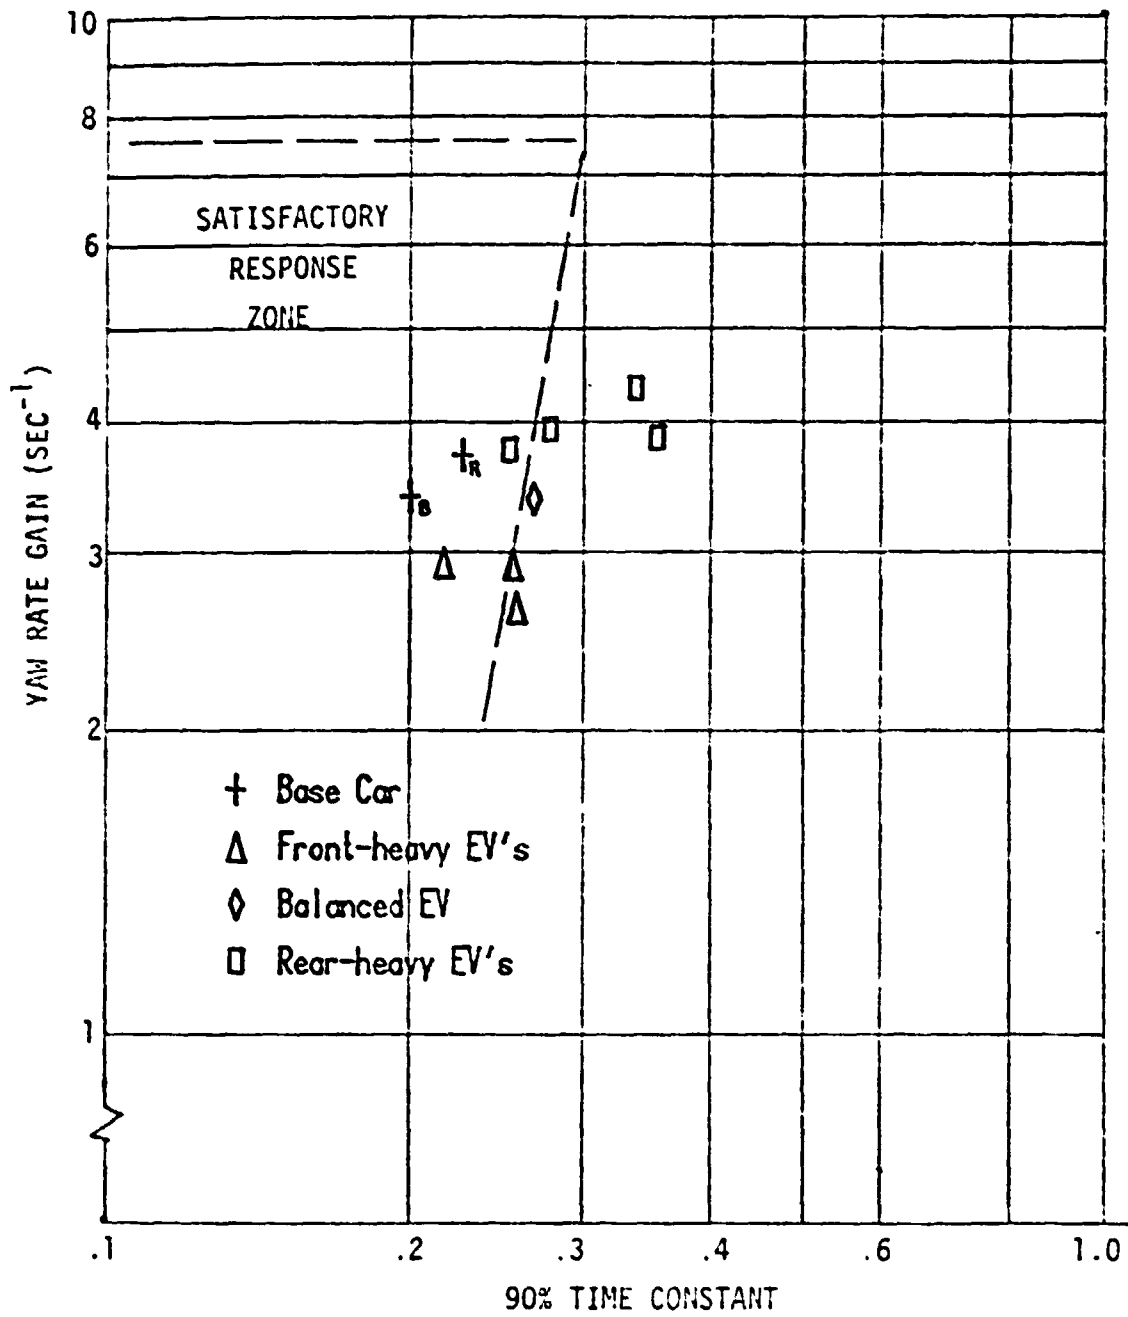 10
8
6
4
3
2
1
YAW RATE GAIN (SEC⁻¹)
SATISFACTORY
RESPONSE
ZONE
R
B
Base Car
Front-heavy EV's
Balanced EV
Rear-heavy EV's
.1 .2 .3 .4 .6 1.0
90% TIME CONSTANT